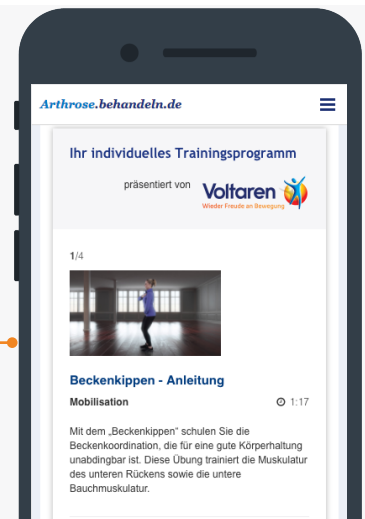 Arthrose.behandeln.de
Ihr individuelles Trainingsprogramm
präsentiert von
Voltaren
Wieder Freude an Bewegung
1/4
Beckenkippen - Anleitung
Mobilisation 1:17
Mit dem „Beckenkippen“ schulen Sie die
Beckenkoordination, die für eine gute Körperhaltung
unabdingbar ist. Diese Übung trainiert die Muskulatur
des unteren Rückens sowie die untere
Bauchmuskulatur.